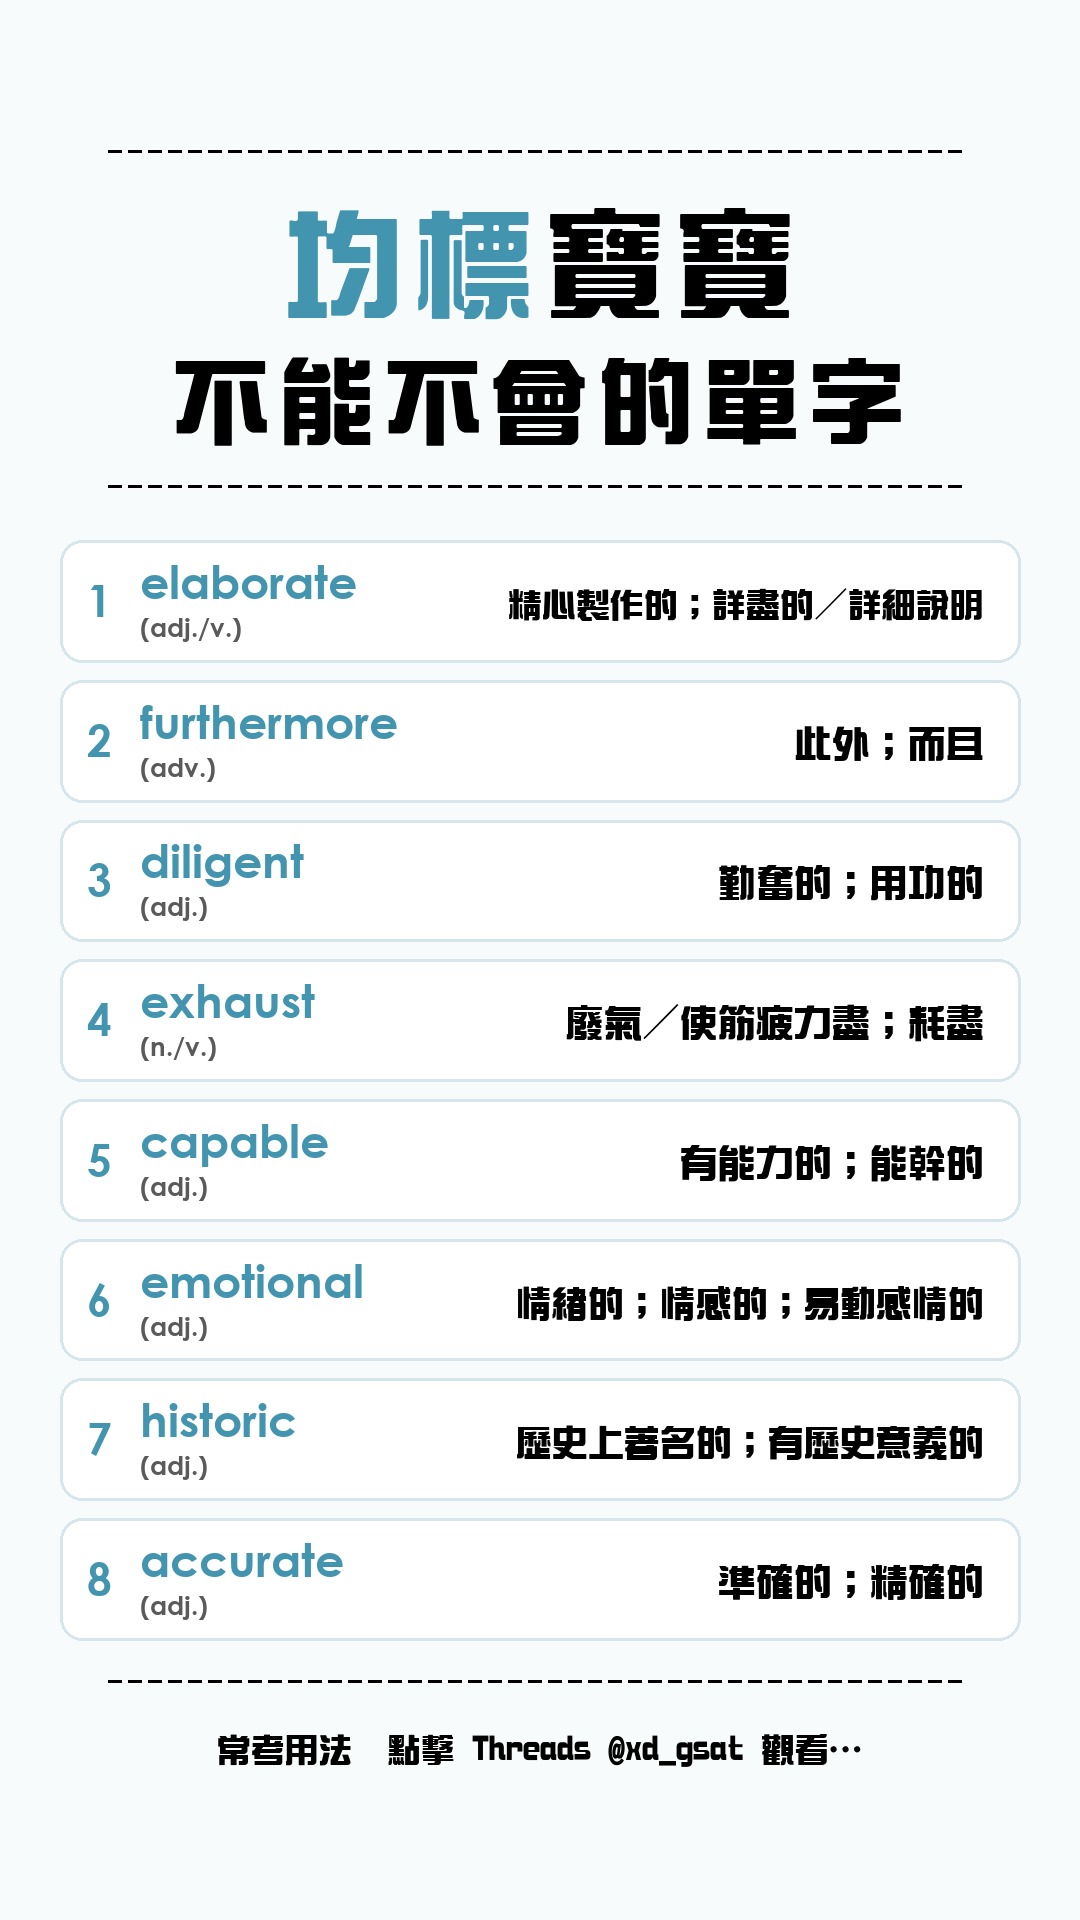 均標寶寶
不能不會的單字
1 elaborate 精心製作的；詳盡的／詳細說明
(adj./v.)
2 furthermore 此外；而且
(adv.)
3 diligent 勤奮的；用功的
(adj.)
4 exhaust 廢氣／使筋疲力盡；耗盡
(n./v.)
5 capable 有能力的；能幹的
(adj.)
6 emotional 情緒的；情感的；易動感情的
(adj.)
7 historic 歷史上著名的；有歷史意義的
(adj.)
8 accurate 準確的；精確的
(adj.)
常考用法　點擊 Threads @xd_gsat 觀看…